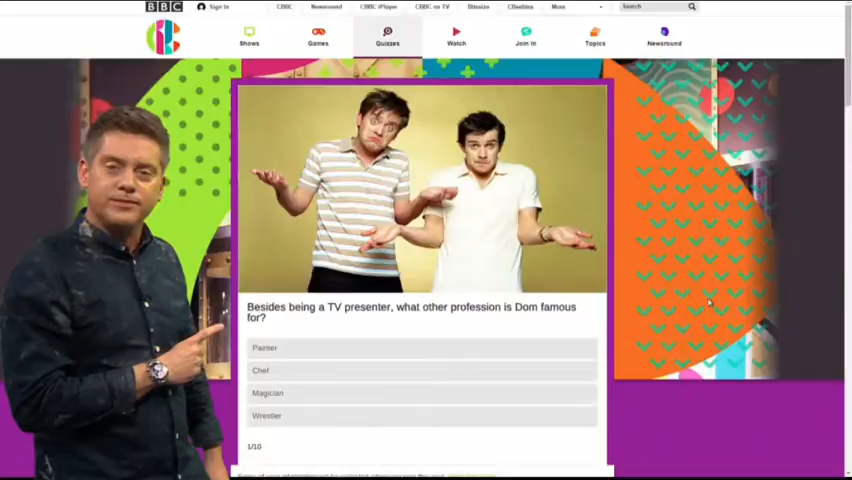 BBC Sign in CBBC Newsround CBBC iPlayer CBBC on TV Bitesize CBeebies More Search
Shows Games Quizzes Watch Join In Topics Newsround
Besides being a TV presenter, what other profession is Dom famous
for?
Painter
Chef
Magician
Wrestler
1/10